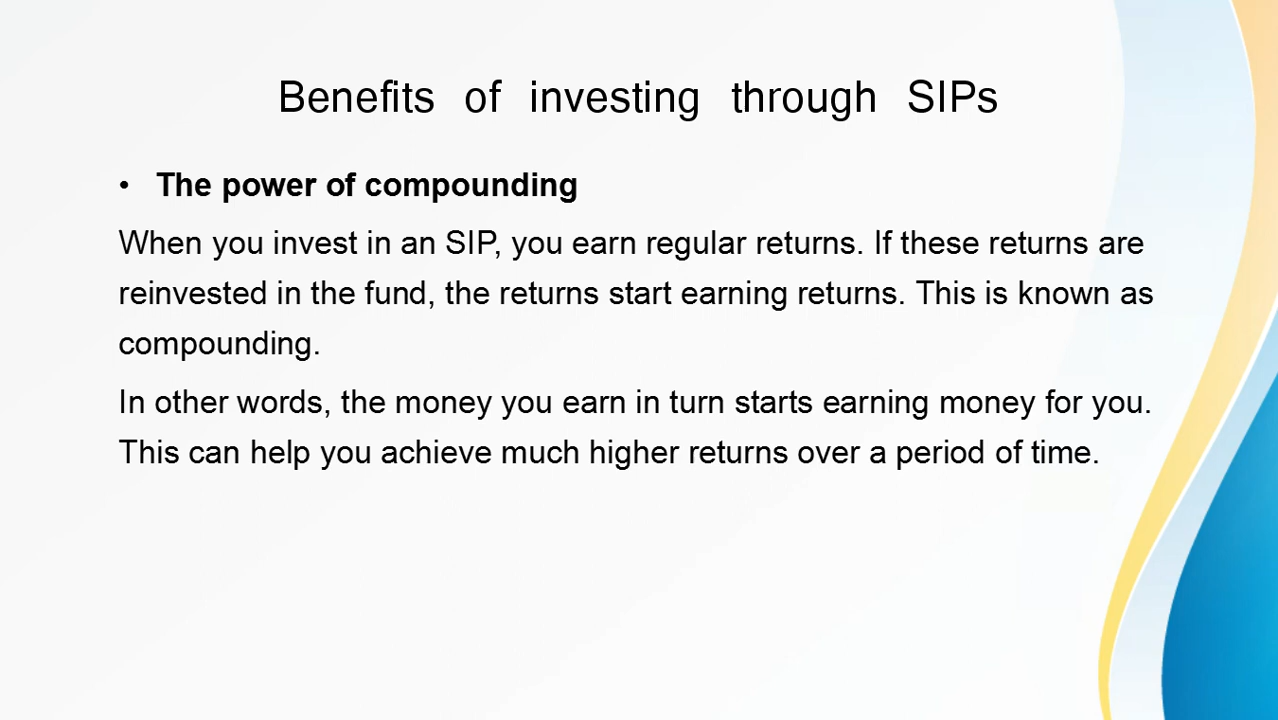 Benefits of investing through SIPs
• The power of compounding
When you invest in an SIP, you earn regular returns. If these returns are
reinvested in the fund, the returns start earning returns. This is known as
compounding.
In other words, the money you earn in turn starts earning money for you.
This can help you achieve much higher returns over a period of time.